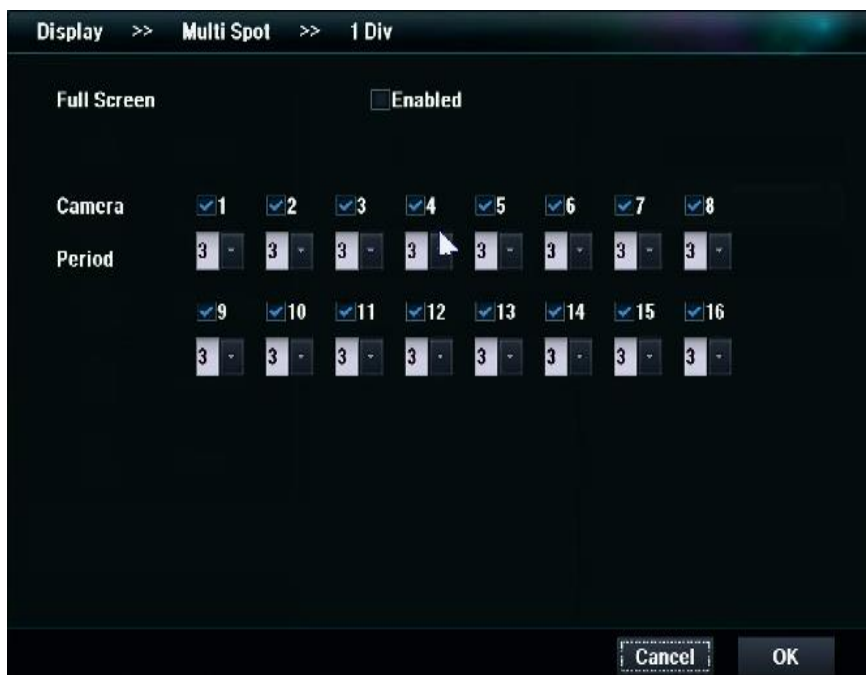 Display >> Multi Spot >> 1 Div
Full Screen Enabled
Camera 1 2 3 4 5 6 7 8
Period 3 3 3 3 3 3 3 3
9 10 11 12 13 14 15 16
3 3 3 3 3 3 3 3
Cancel OK